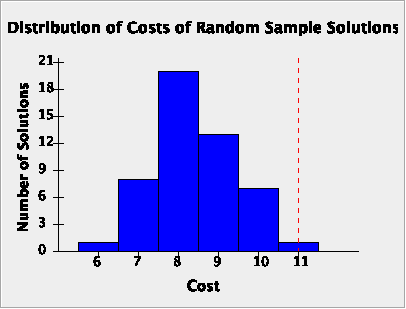 Distribution of Costs of Random Sample Solutions
Number of Solutions
21
18
15
12
9
6
3
0
6 7 8 9 10 11
Cost